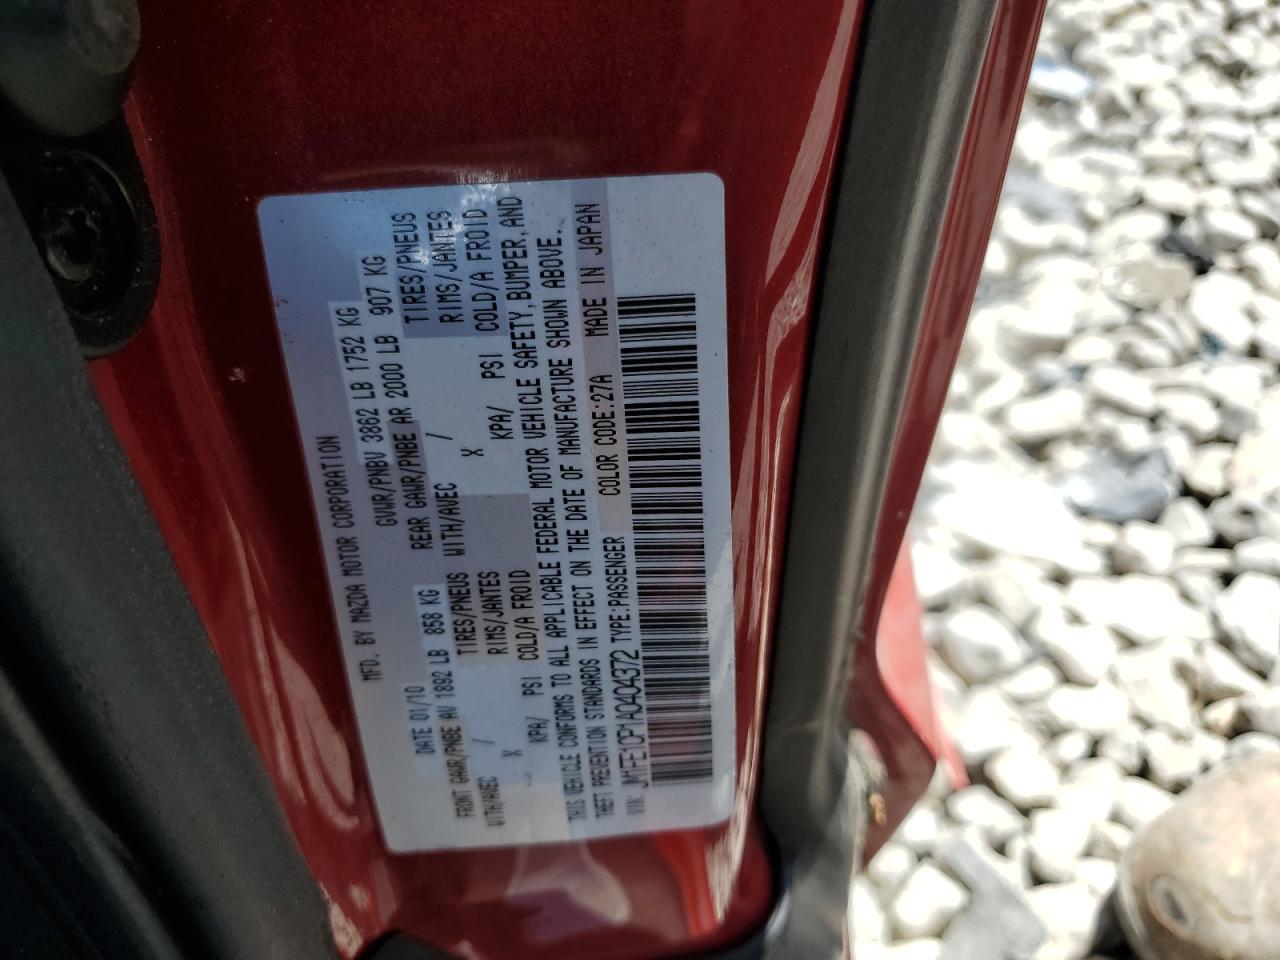 MFD. BY MAZDA MOTOR CORPORATION
DATE 01/10 GVWR/PNBV 3862 LB 1752 KG
FRONT GAWR/PNBE AV 1892 LB 858 KG REAR GAWR/PNBE AR 2000 LB 907 KG
WITH/AVEC / TIRES/PNEUS WITH/AVEC / TIRES/PNEUS
X RIMS/JANTES X RIMS/JANTES
KPA/ PSI COLD/A FROID KPA/ PSI COLD/A FROID
THIS VEHICLE CONFORMS TO ALL APPLICABLE FEDERAL MOTOR VEHICLE SAFETY, BUMPER, AND
THEFT PREVENTION STANDARDS IN EFFECT ON THE DATE OF MANUFACTURE SHOWN ABOVE.
VIN: JM1FE1CP1A0404372 TYPE:PASSENGER COLOR CODE:27A MADE IN JAPAN